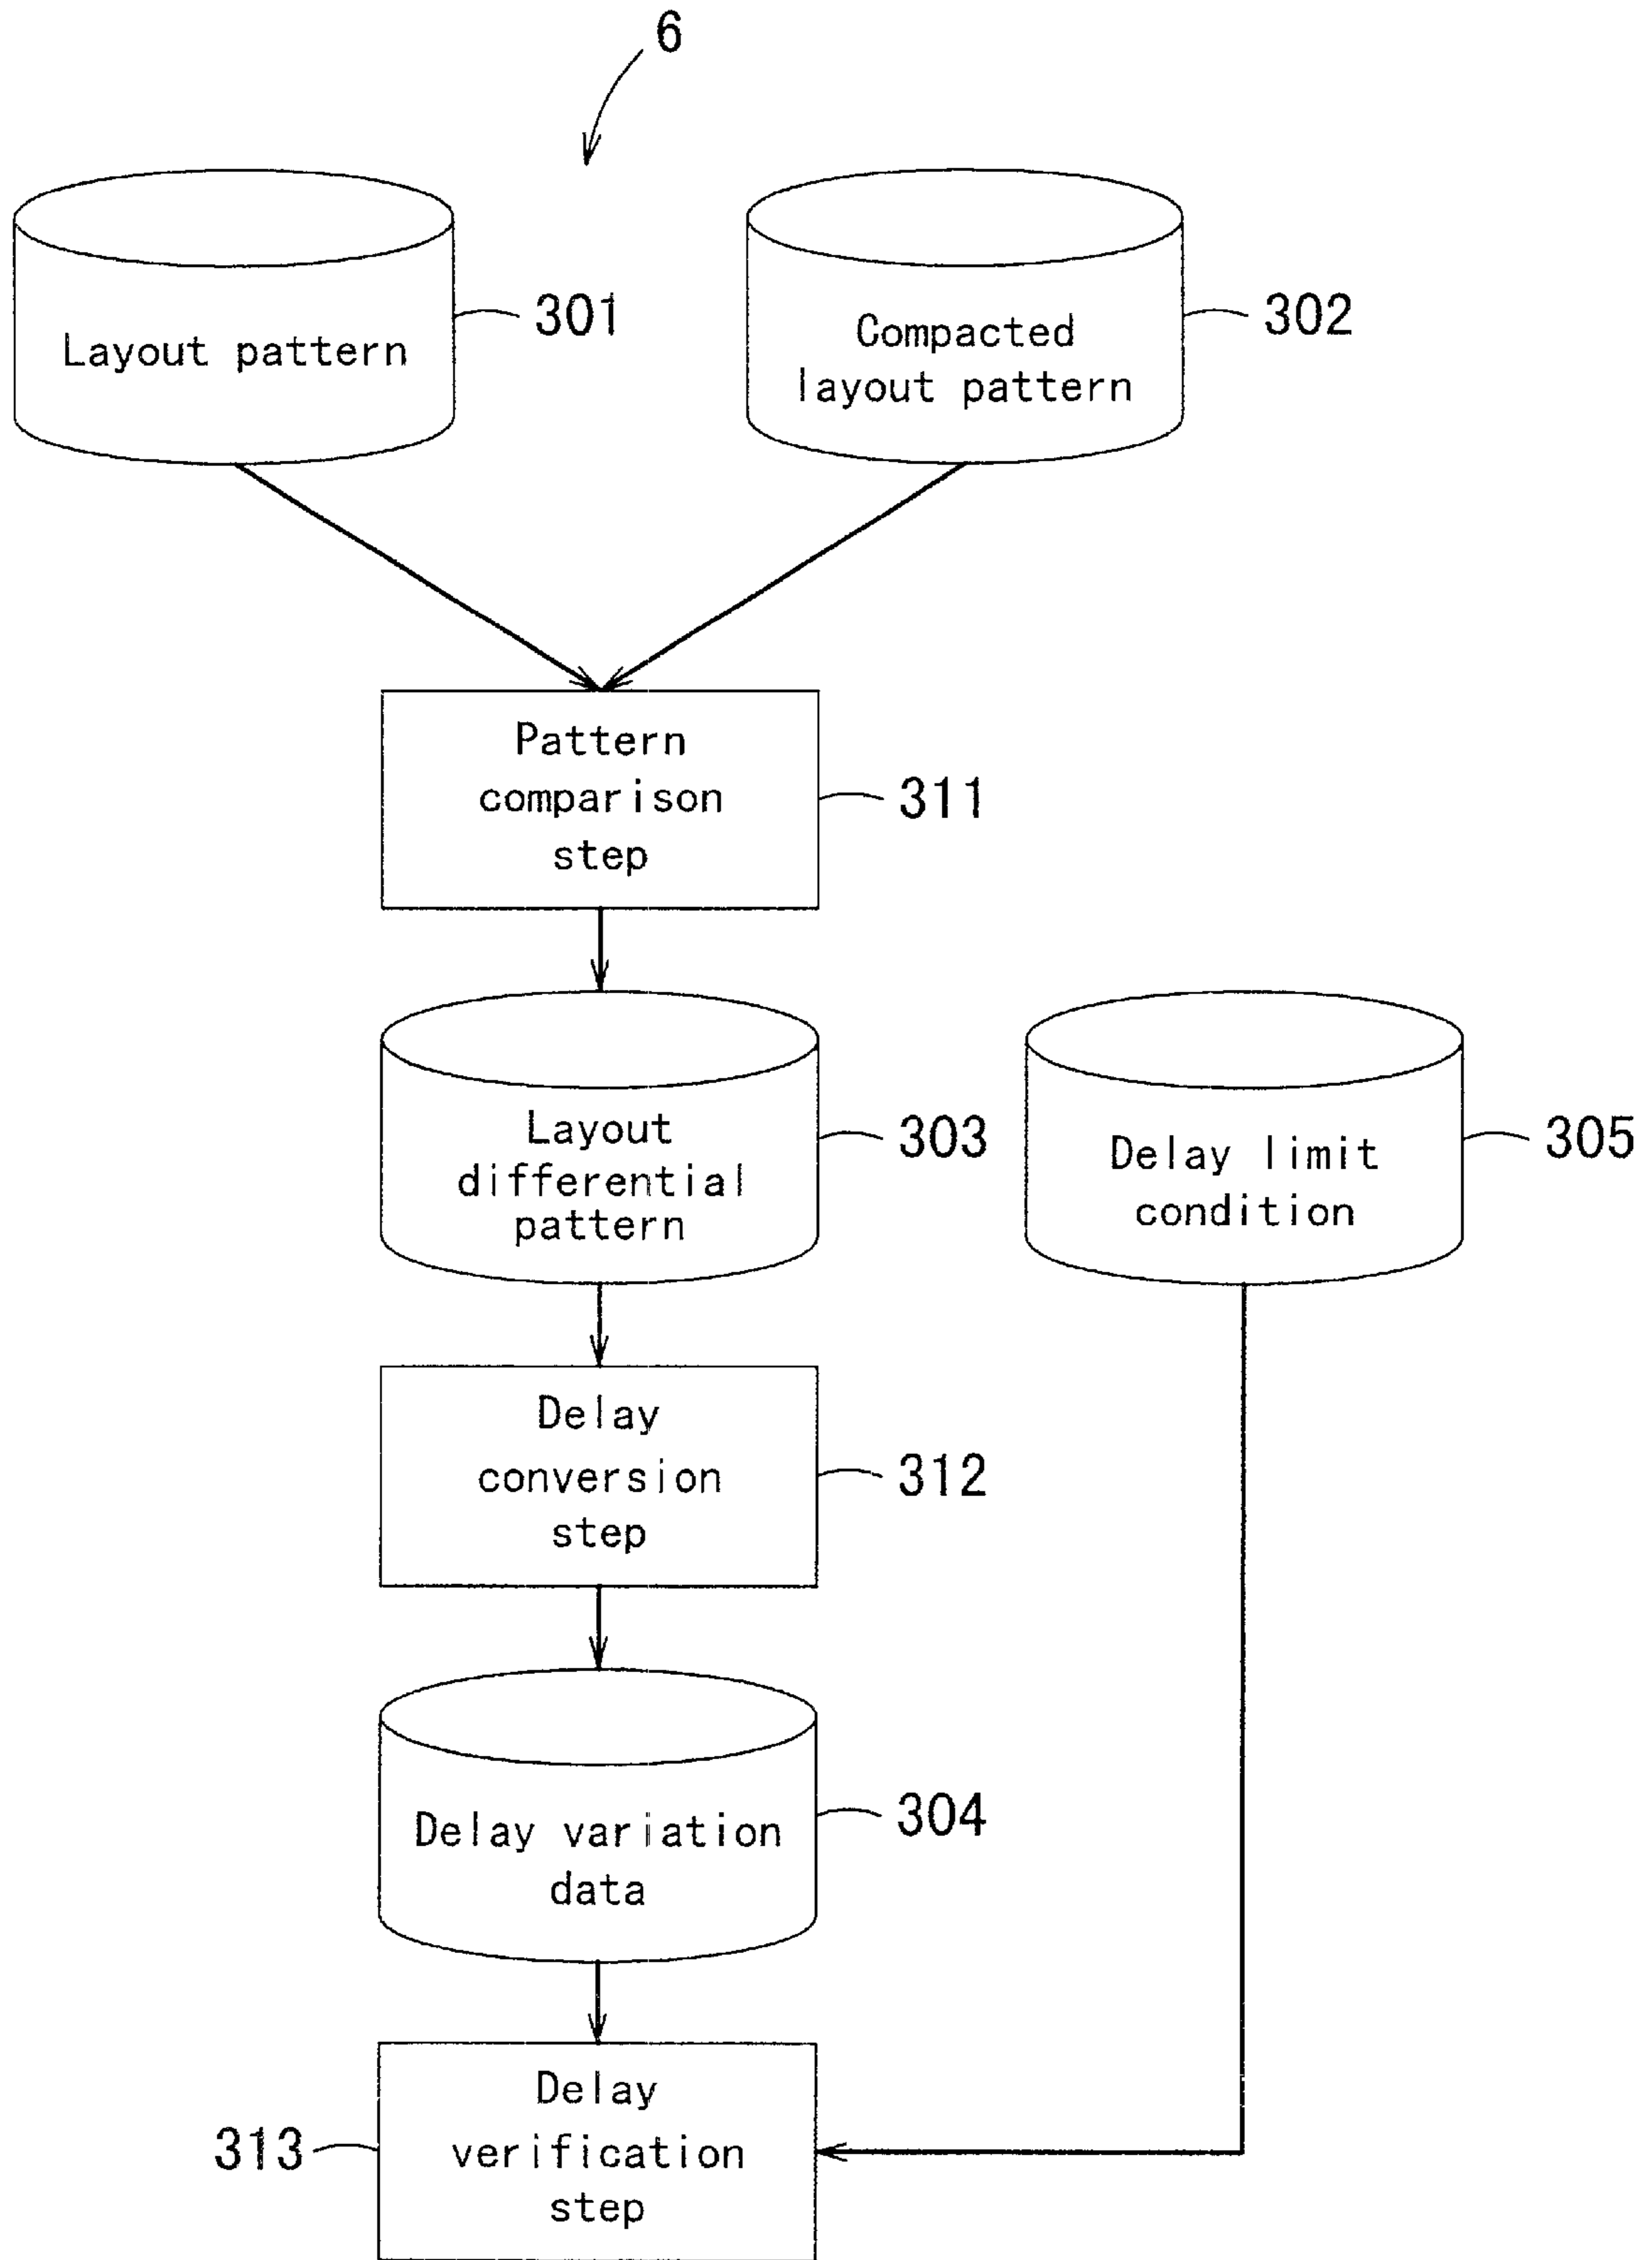 6
Layout pattern
301
Compacted
layout pattern
302
Pattern
comparison
step
311
Layout
differential
pattern
303
Delay limit
condition
305
Delay
conversion
step
312
Delay variation
data
304
Delay
verification
step
313